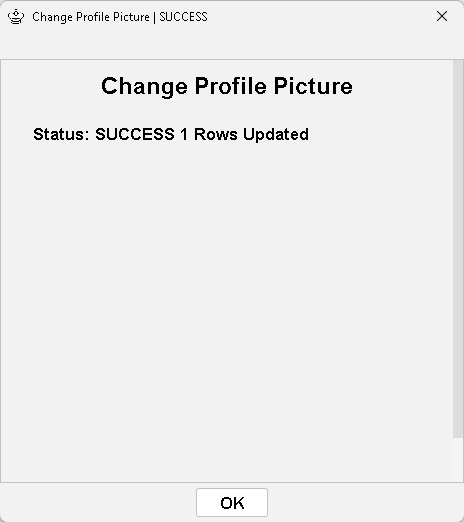 Change Profile Picture | SUCCESS
Change Profile Picture
Status: SUCCESS 1 Rows Updated
OK